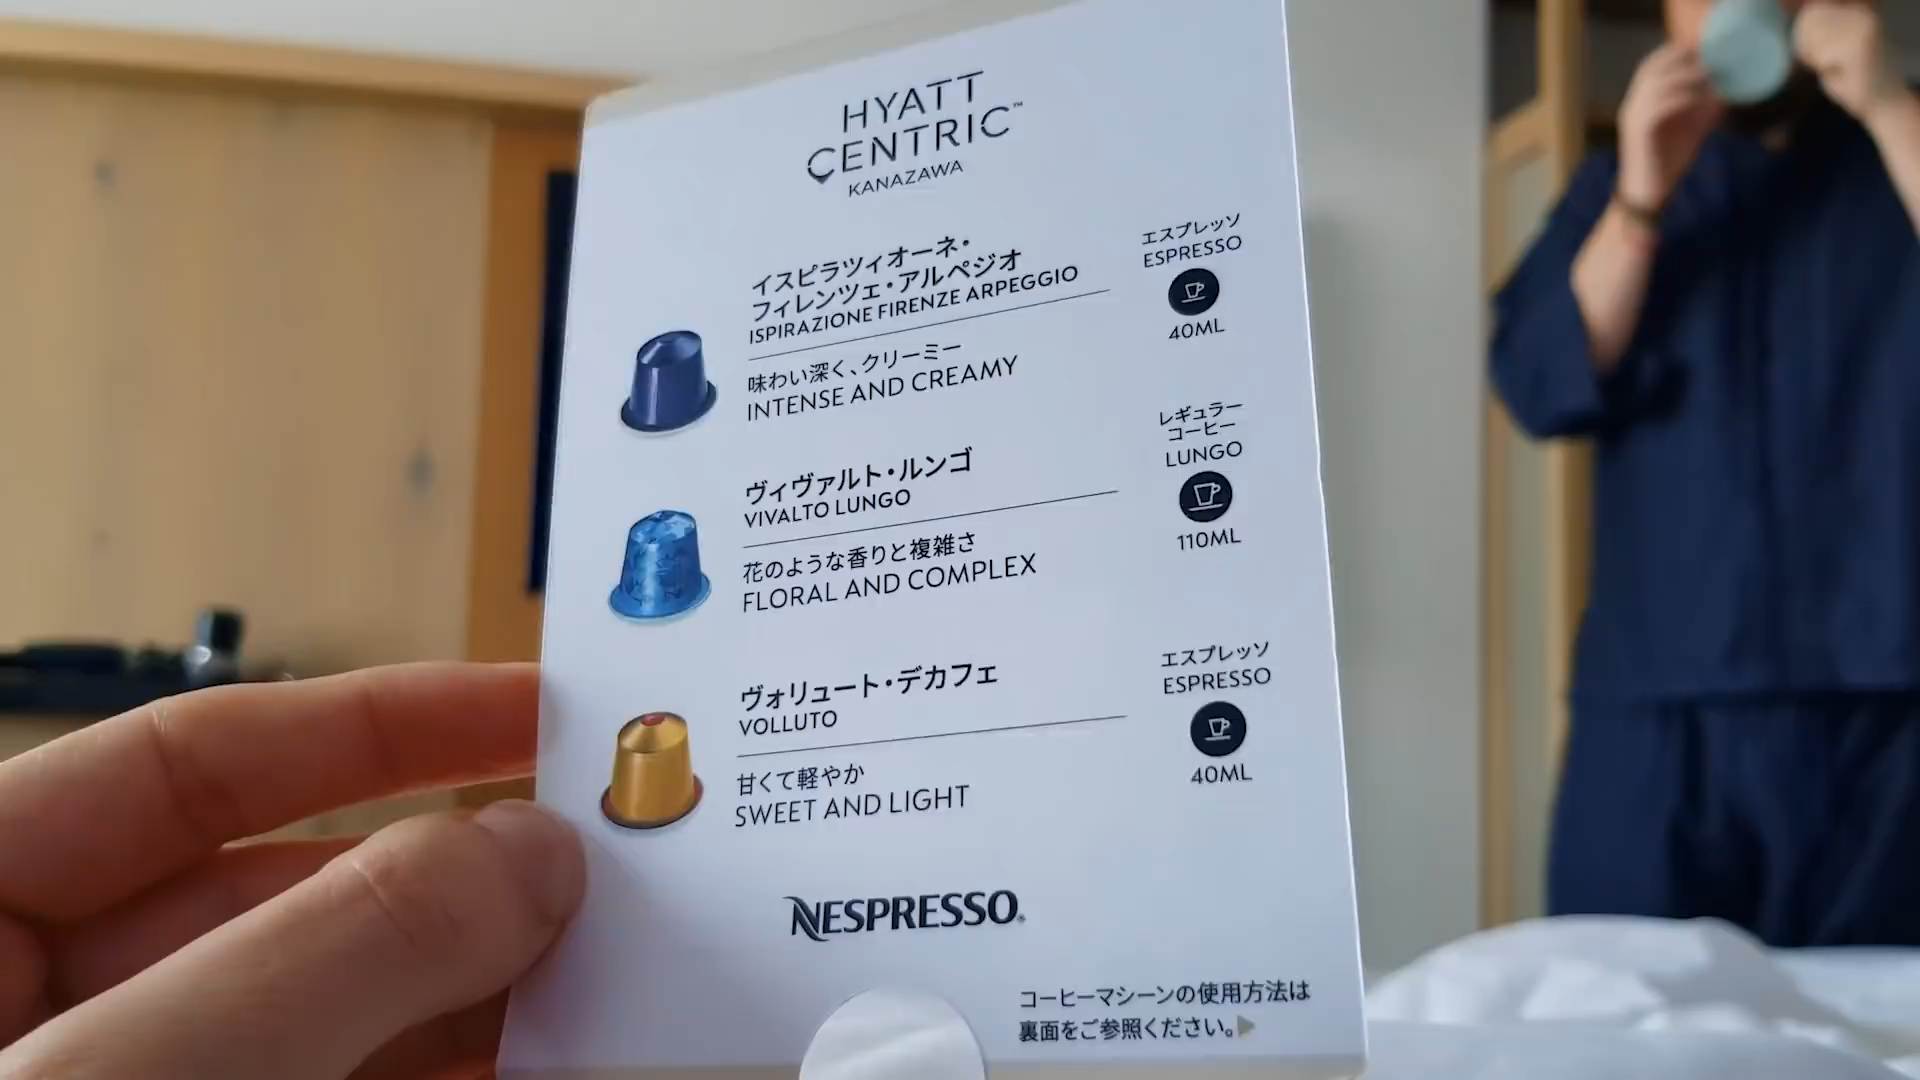 HYATT
CENTRIC™
KANAZAWA
イスピラツィオーネ・
フィレンツェ・アルペジオ
ISPIRAZIONE FIRENZE ARPEGGIO
味わい深く、クリーミー
INTENSE AND CREAMY
エスプレッソ
ESPRESSO
40ML
ヴィヴァルト・ルンゴ
VIVALTO LUNGO
花のような香りと複雑さ
FLORAL AND COMPLEX
レギュラー
コーヒー
LUNGO
110ML
ヴォリュート・デカフェ
VOLLUTO
甘くて軽やか
SWEET AND LIGHT
エスプレッソ
ESPRESSO
40ML
NESPRESSO®
コーヒーマシーンの使用方法は
裏面をご参照ください。▶